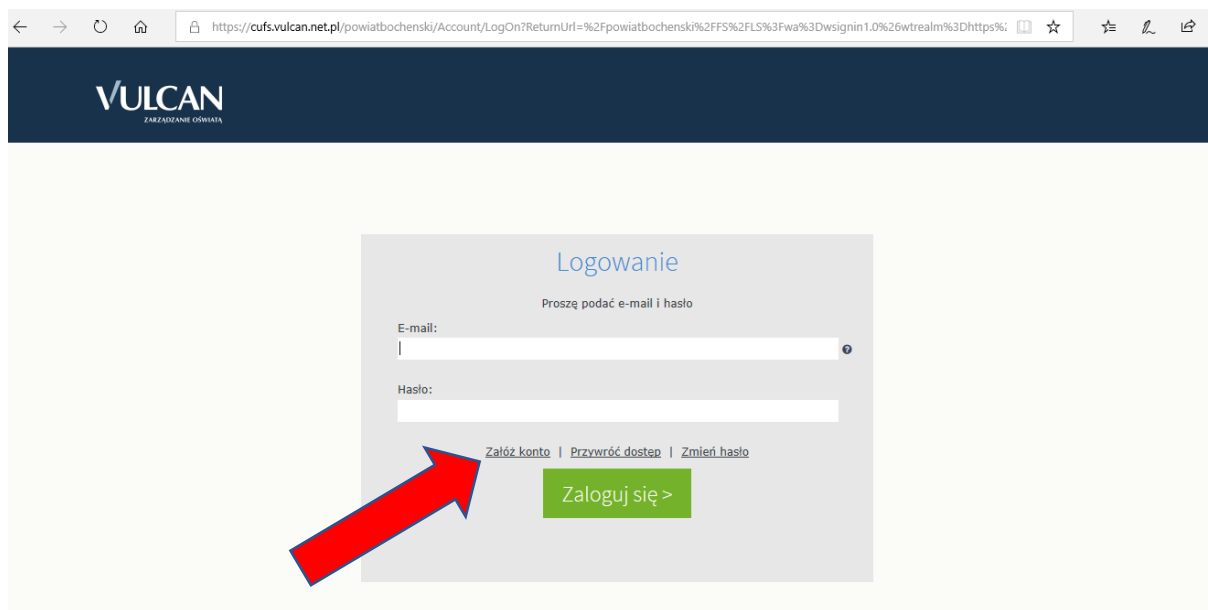 https://cufs.vulcan.net.pl/powiatbochenski/Account/LogOn?ReturnUrl=%2Fpowiatbochenski%2FFS%2FLS%3Fwa%3Dwsignin1.0%26wtrealm%3Dhttps%:
VULCAN
ZARZĄDZANIE OŚWIATĄ
Logowanie
Proszę podać e-mail i hasło
E-mail:
Hasło:
Załóż konto | Przywróć dostęp | Zmień hasło
Zaloguj się >